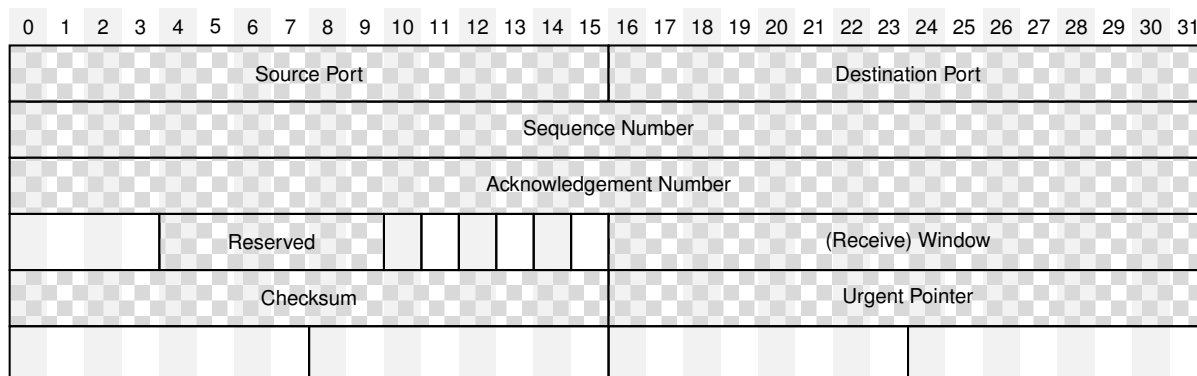 0 1 2 3 4 5 6 7 8 9 10 11 12 13 14 15 16 17 18 19 20 21 22 23 24 25 26 27 28 29 30 31
Source Port Destination Port
Sequence Number
Acknowledgement Number
Reserved (Receive) Window
Checksum Urgent Pointer